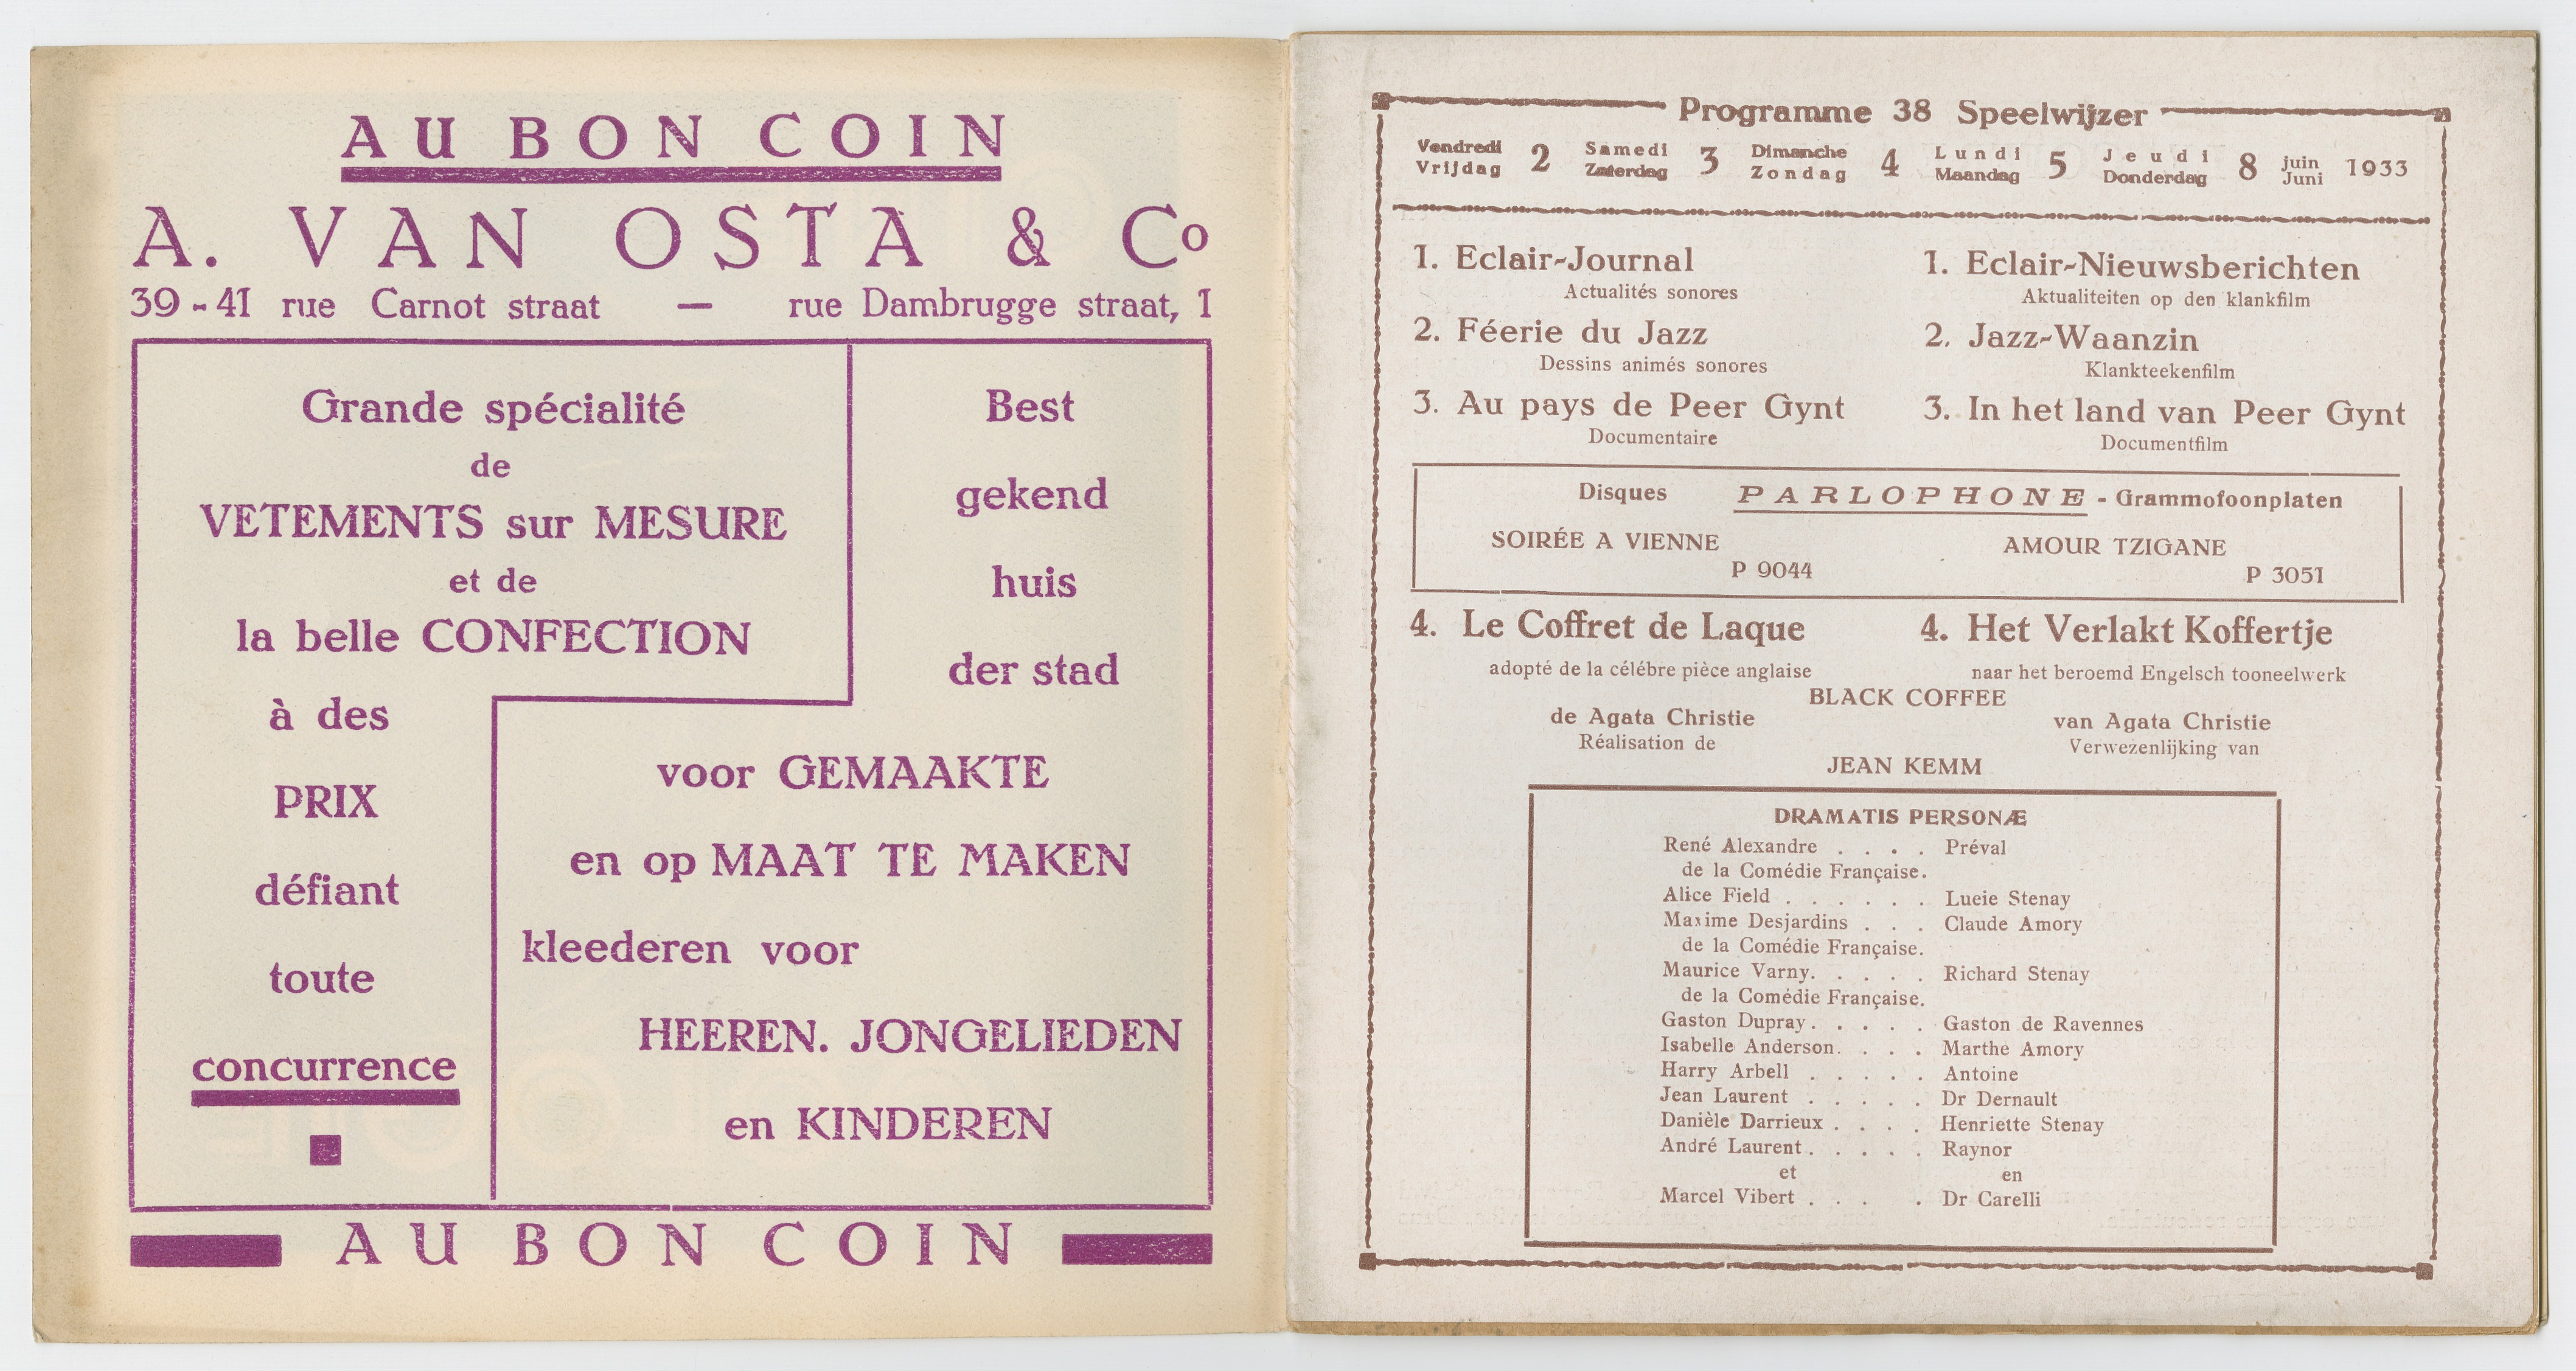 AU BON COIN
A. VAN OSTA & Co
39-41 rue Carnot straat — rue Dambrugge straat, 1
Grande spécialité
de
VETEMENTS sur MESURE
et de
la belle CONFECTION
à des
PRIX
défiant
toute
concurrence
Best
gekend
huis
der stad
voor GEMAAKTE
en op MAAT TE MAKEN
kleederen voor
HEEREN. JONGELIEDEN
en KINDEREN
AU BON COIN
Programme 38 Speelwijzer
Vendredi Vrijdag 2 Samedi Zaterdag 3 Dimanche Zondag 4 Lundi Maandag 5 Jeudi Donderdag 8 juin Juni 1933
1. Eclair-Journal
Actualités sonores
2. Féerie du Jazz
Dessins animés sonores
3. Au pays de Peer Gynt
Documentaire
1. Eclair-Nieuwsberichten
Aktualiteiten op den klankfilm
2. Jazz-Waanzin
Klankteekenfilm
3. In het land van Peer Gynt
Documentfilm
Disques PARLOPHONE - Grammofoonplaten
SOIRÉE A VIENNE
P 9044
AMOUR TZIGANE
P 3051
4. Le Coffret de Laque 4. Het Verlakt Koffertje
adopté de la célébre pièce anglaise naar het beroemd Engelsch tooneelwerk
BLACK COFFEE
de Agata Christie van Agata Christie
Réalisation de Verwezenlijking van
JEAN KEMM
DRAMATIS PERSONÆ
René Alexandre . . . . Préval
de la Comédie Française.
Alice Field . . . . . . Lueie Stenay
Maxime Desjardins . . . Claude Amory
de la Comédie Française.
Maurice Varny. . . . . Richard Stenay
de la Comédie Française.
Gaston Dupray. . . . . Gaston de Ravennes
Isabelle Anderson. . . . Marthe Amory
Harry Arbell . . . . . Antoine
Jean Laurent . . . . . Dr Dernault
Danièle Darrieux . . . . Henriette Stenay
André Laurent. . . . . Raynor
et en
Marcel Vibert . . . . Dr Carelli